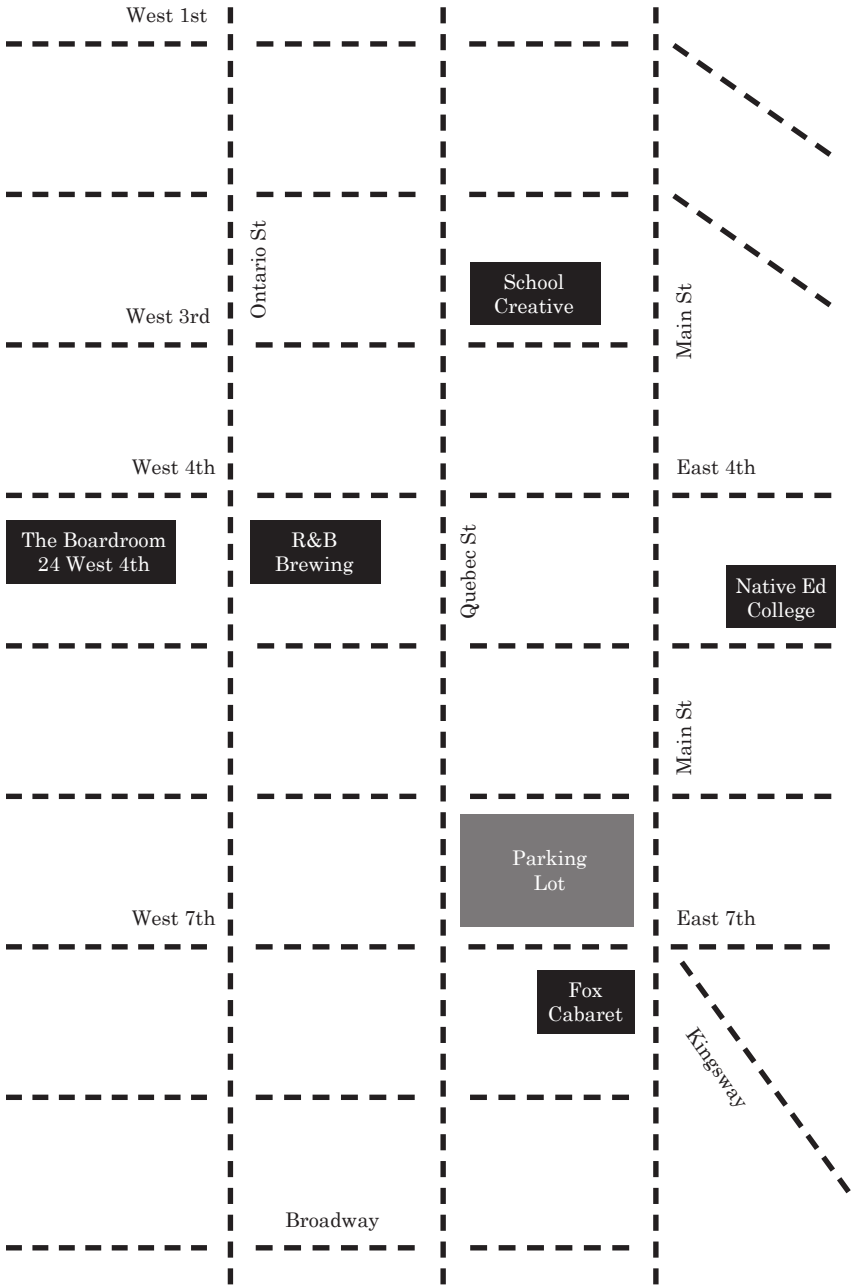 West 1st
Ontario St
School
Creative
Main St
West 3rd
West 4th
East 4th
The Boardroom
24 West 4th
R&B
Brewing
Quebec St
Native Ed
College
Main St
Parking
Lot
West 7th
East 7th
Fox
Cabaret
Kingsway
Broadway